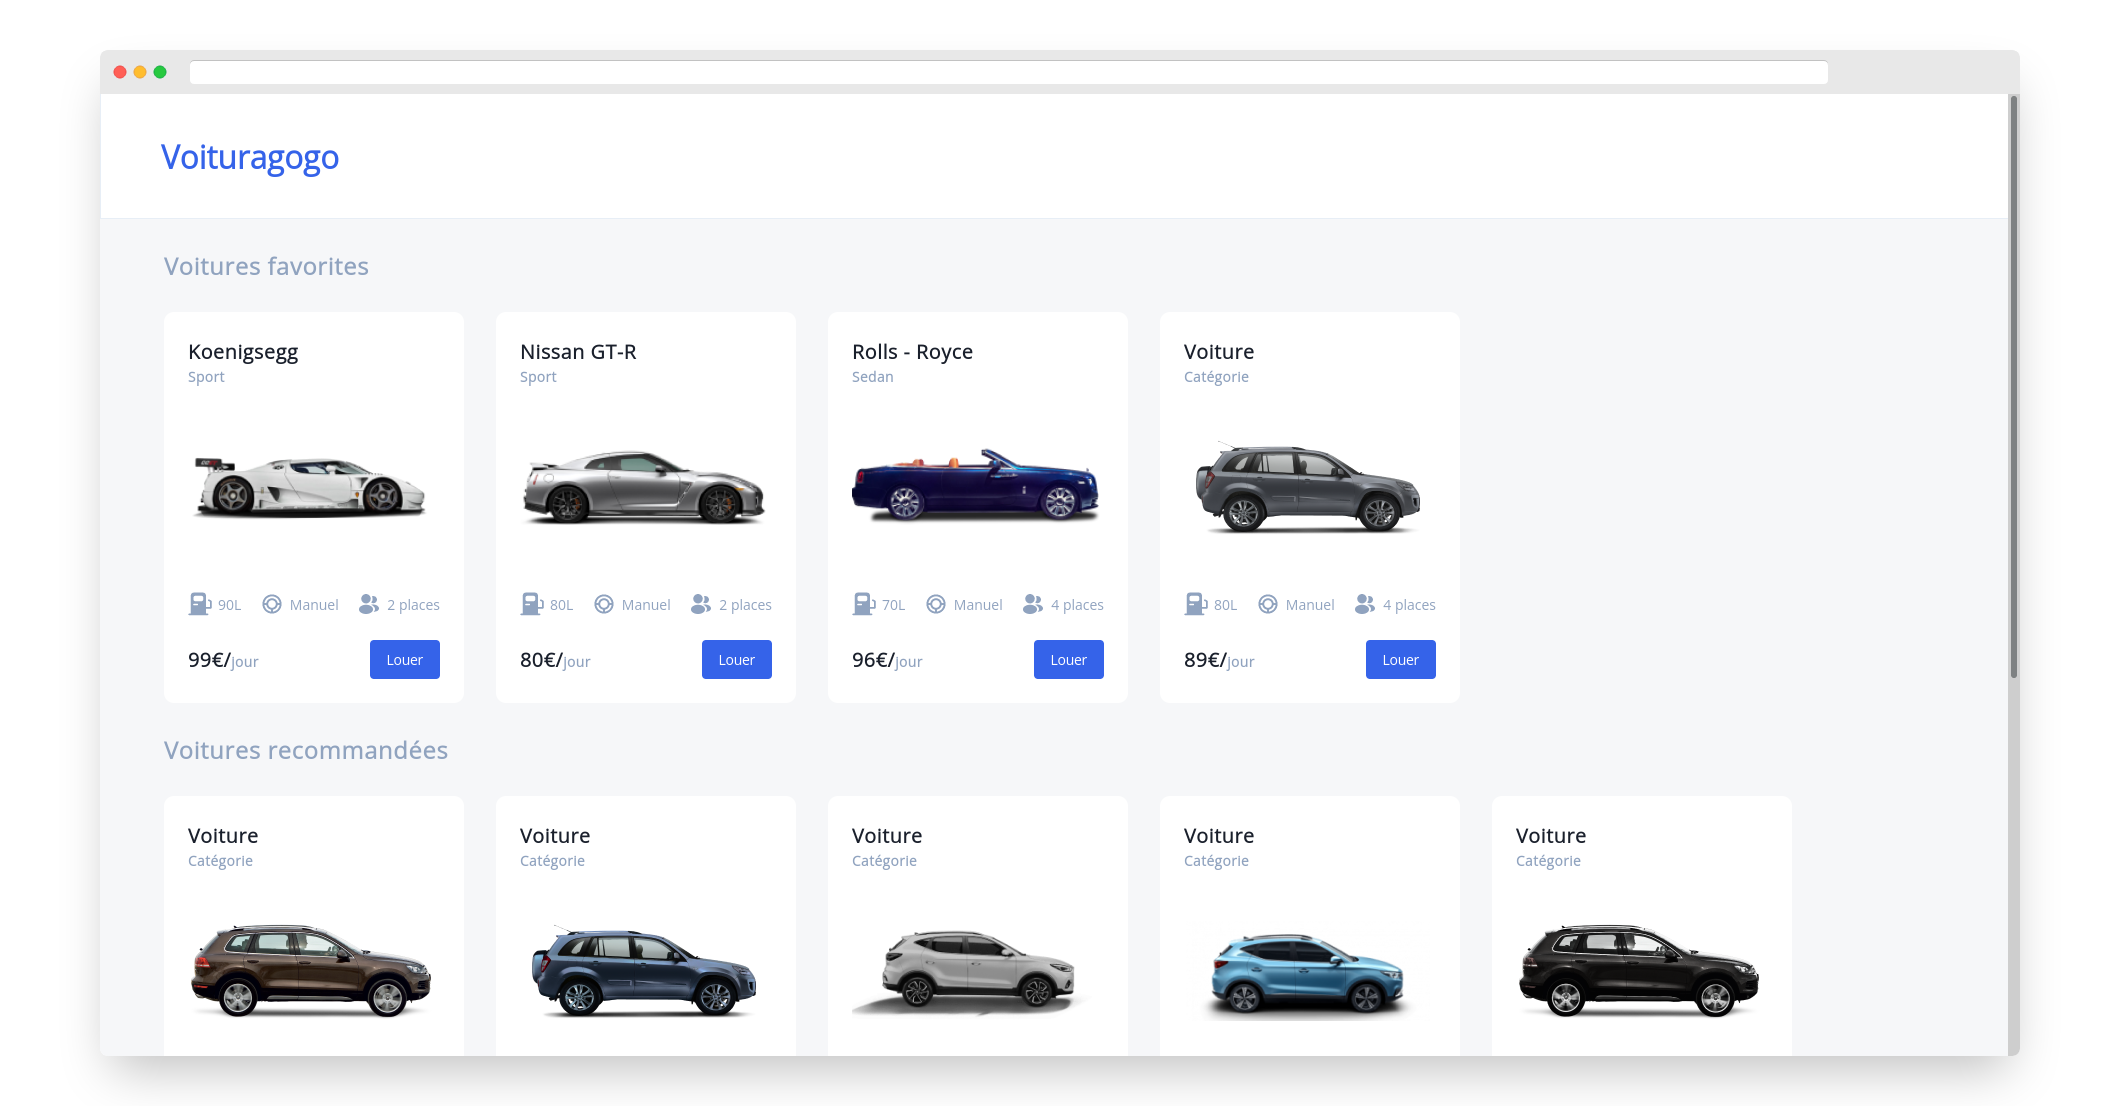 Voituragogo
Voitures favorites
Koenigsegg
Sport
90L Manuel 2 places
99€/jour Louer
Nissan GT-R
Sport
80L Manuel 2 places
80€/jour Louer
Rolls - Royce
Sedan
70L Manuel 4 places
96€/jour Louer
Voiture
Catégorie
80L Manuel 4 places
89€/jour Louer
Voitures recommandées
Voiture
Catégorie
Voiture
Catégorie
Voiture
Catégorie
Voiture
Catégorie
Voiture
Catégorie